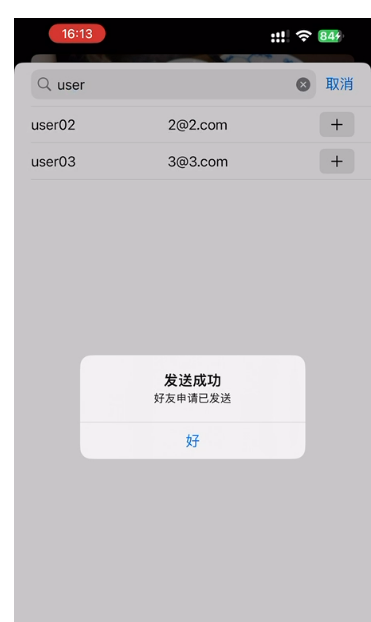 16:13
84
user
取消
user02 2@2.com +
user03 3@3.com +
发送成功
好友申请已发送
好